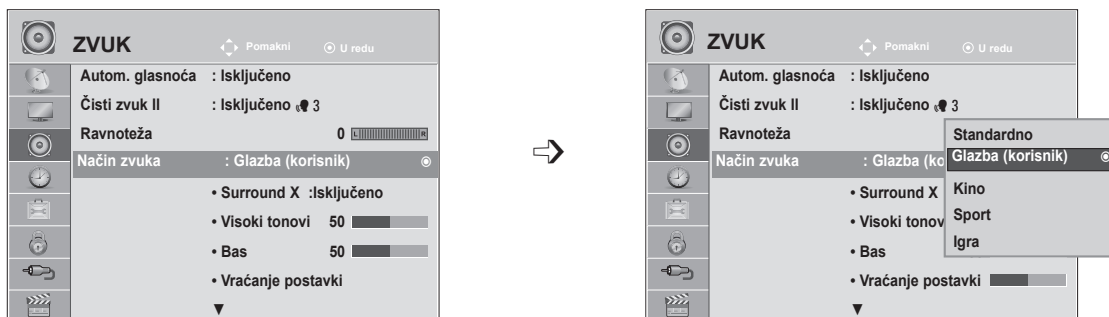 ZVUK Pomakni U redu
Autom. glasnoća : Isključeno
Čisti zvuk II : Isključeno 3
Ravnoteža 0 L R
Način zvuka : Glazba (korisnik)
• Surround X :Isključeno
• Visoki tonovi 50
• Bas 50
• Vraćanje postavki
▼
ZVUK Pomakni U redu
Autom. glasnoća : Isključeno
Čisti zvuk II : Isključeno 3
Ravnoteža
Način zvuka : Glazba (ko
• Surround X
• Visoki tonov
• Bas
• Vraćanje postavki
▼
Standardno
Glazba (korisnik)
Kino
Sport
Igra